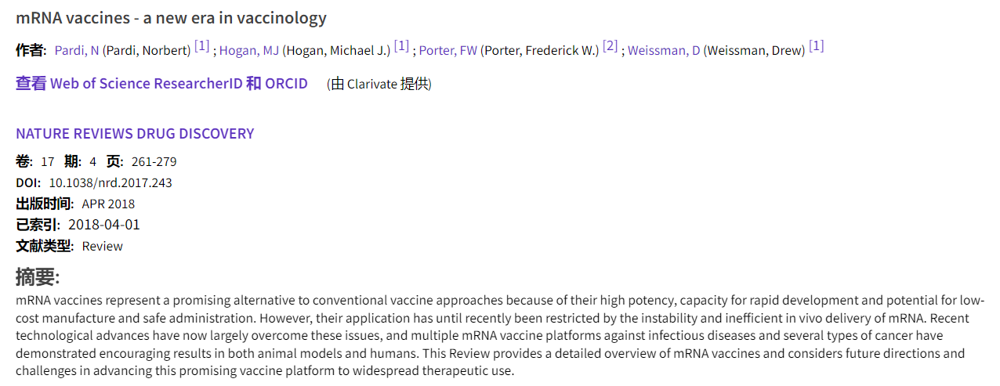 mRNA vaccines - a new era in vaccinology
作者: Pardi, N (Pardi, Norbert) [1] ; Hogan, MJ (Hogan, Michael J.) [1] ; Porter, FW (Porter, Frederick W.) [2] ; Weissman, D (Weissman, Drew) [1]
查看 Web of Science ResearcherID 和 ORCID (由 Clarivate 提供)
NATURE REVIEWS DRUG DISCOVERY
卷: 17 期: 4 页: 261-279
DOI: 10.1038/nrd.2017.243
出版时间: APR 2018
已索引: 2018-04-01
文献类型: Review
摘要:
mRNA vaccines represent a promising alternative to conventional vaccine approaches because of their high potency, capacity for rapid development and potential for low-
cost manufacture and safe administration. However, their application has until recently been restricted by the instability and inefficient in vivo delivery of mRNA. Recent
technological advances have now largely overcome these issues, and multiple mRNA vaccine platforms against infectious diseases and several types of cancer have
demonstrated encouraging results in both animal models and humans. This Review provides a detailed overview of mRNA vaccines and considers future directions and
challenges in advancing this promising vaccine platform to widespread therapeutic use.